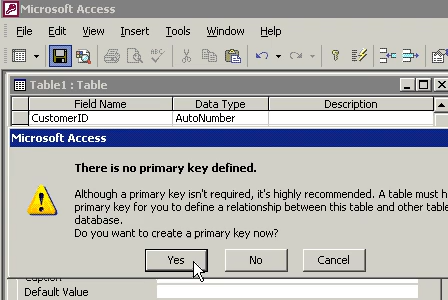 Microsoft Access
File Edit View Insert Tools Window Help
Table1 : Table
Field Name Data Type Description
CustomerID AutoNumber
Microsoft Access
There is no primary key defined.
Although a primary key isn't required, it's highly recommended. A table must
primary key for you to define a relationship between this table and other
database.
Do you want to create a primary key now?
Yes No Cancel
Default Value